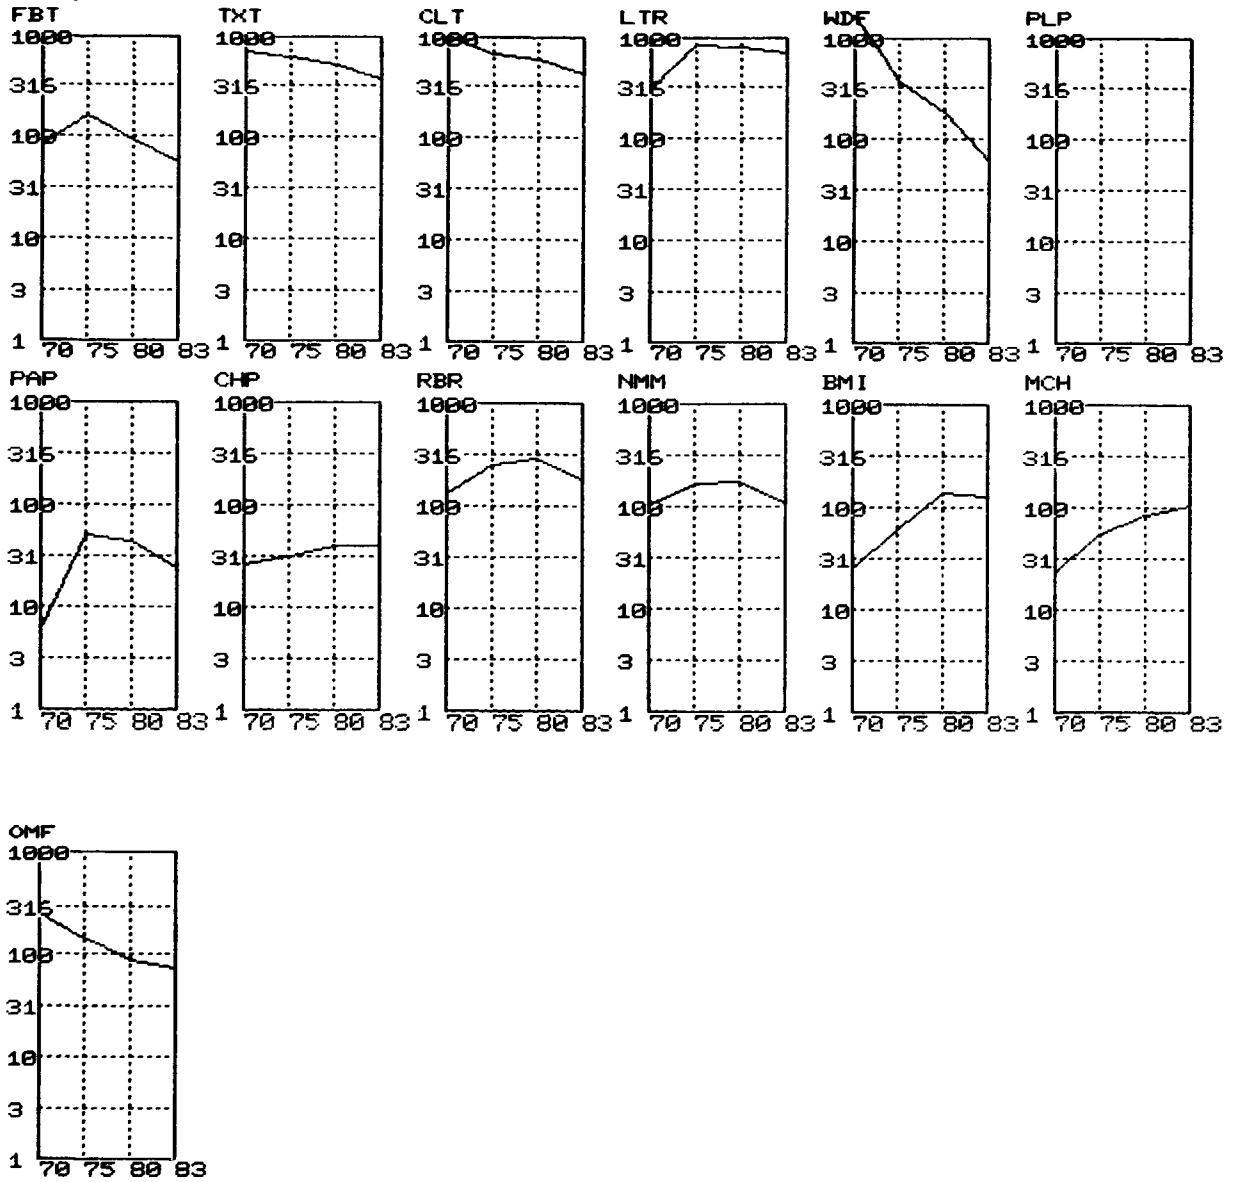 FBT TXT CLT LTR WDF PLP
1000 1000 1000 1000 1000 1000
316 316 316 316 316 316
100 100 100 100 100 100
31 31 31 31 31 31
10 10 10 10 10 10
3 3 3 3 3 3
1 1 1 1 1 1
70 75 80 83 70 75 80 83 70 75 80 83 70 75 80 83 70 75 80 83 70 75 80 83
PAP CHP RBR NMM BMI MCH
1000 1000 1000 1000 1000 1000
316 316 316 316 316 316
100 100 100 100 100 100
31 31 31 31 31 31
10 10 10 10 10 10
3 3 3 3 3 3
1 1 1 1 1 1
70 75 80 83 70 75 80 83 70 75 80 83 70 75 80 83 70 75 80 83 70 75 80 83
OMF
1000
316
100
31
10
3
1
70 75 80 83